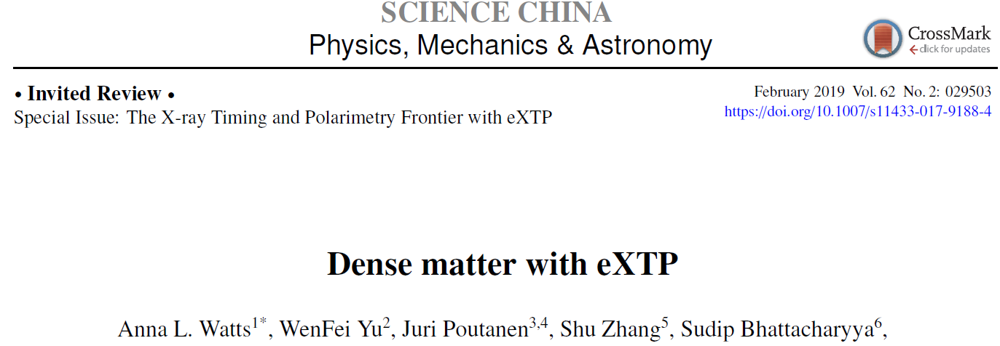 SCIENCE CHINA
Physics, Mechanics & Astronomy
CrossMark
click for updates
• Invited Review •
February 2019 Vol. 62 No. 2: 029503
Special Issue: The X-ray Timing and Polarimetry Frontier with eXTP
https://doi.org/10.1007/s11433-017-9188-4
Dense matter with eXTP
Anna L. Watts1*, WenFei Yu2, Juri Poutanen3,4, Shu Zhang5, Sudip Bhattacharyya6,